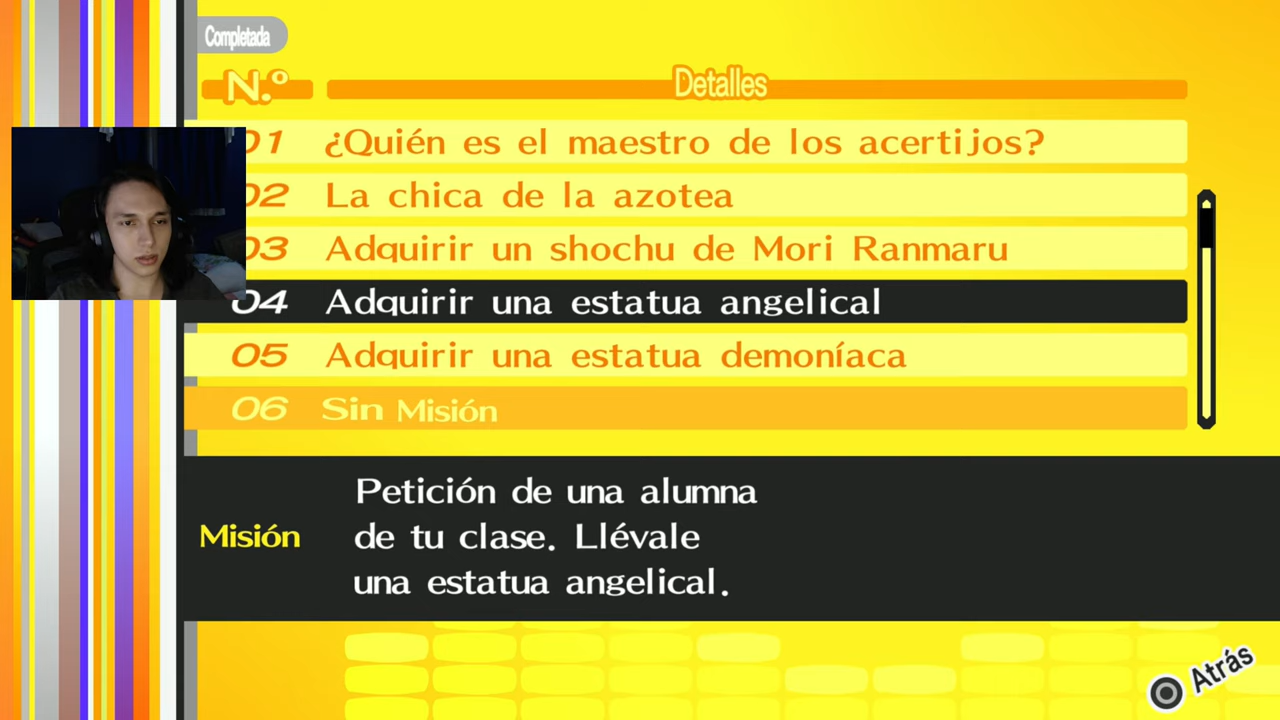 Completada
N.º Detalles
01 ¿Quién es el maestro de los acertijos?
02 La chica de la azotea
03 Adquirir un shochu de Mori Ranmaru
04 Adquirir una estatua angelical
05 Adquirir una estatua demoníaca
06 Sin Misión
Misión
Petición de una alumna
de tu clase. Llévale
una estatua angelical.
Atrás